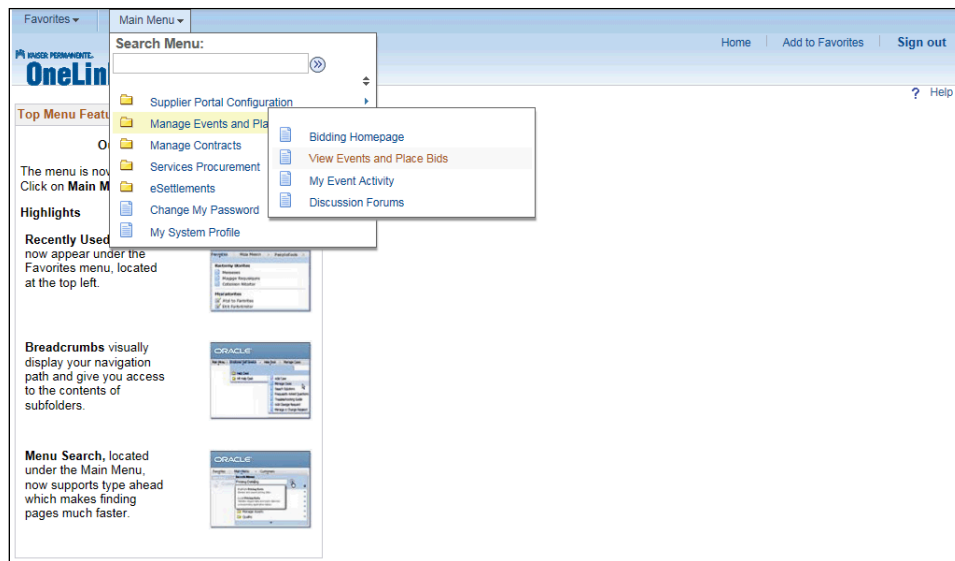 Favorites Main Menu
Home Add to Favorites Sign out
Search Menu:
KAISER PERMANENTE.
OneLin
? Help
Supplier Portal Configuration
Top Menu Featu
Manage Events and Pla
Bidding Homepage
Manage Contracts
View Events and Place Bids
Services Procurement
The menu is now
My Event Activity
eSettlements
Click on Main M
Discussion Forums
Change My Password
Highlights
My System Profile
Recently Used
now appear under the
Favorites menu, located
at the top left.
Breadcrumbs visually
display your navigation
path and give you access
to the contents of
subfolders.
ORACLE
Menu Search, located
under the Main Menu,
now supports type ahead
which makes finding
pages much faster.
ORACLE